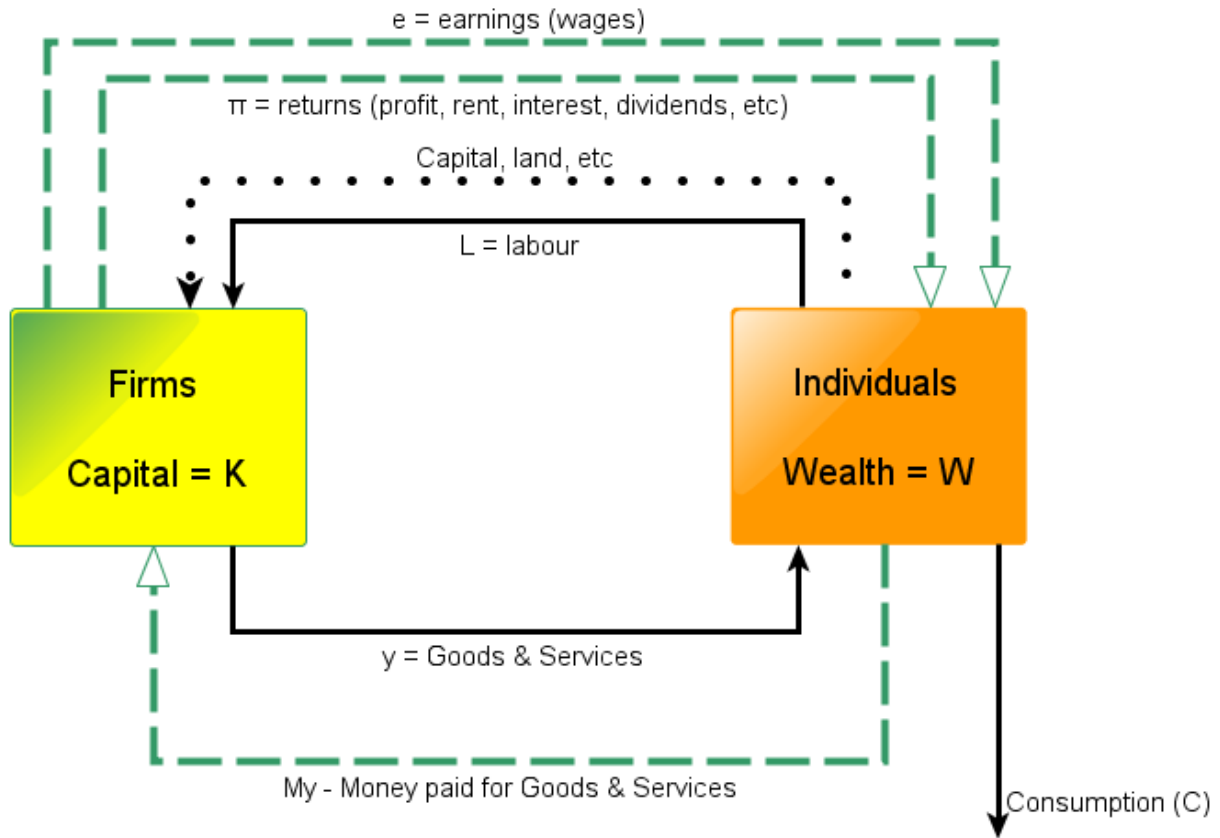 e = earnings (wages)
π = returns (profit, rent, interest, dividends, etc)
Capital, land, etc
L = labour
Firms
Capital = K
Individuals
Wealth = W
y = Goods & Services
My - Money paid for Goods & Services
Consumption (C)